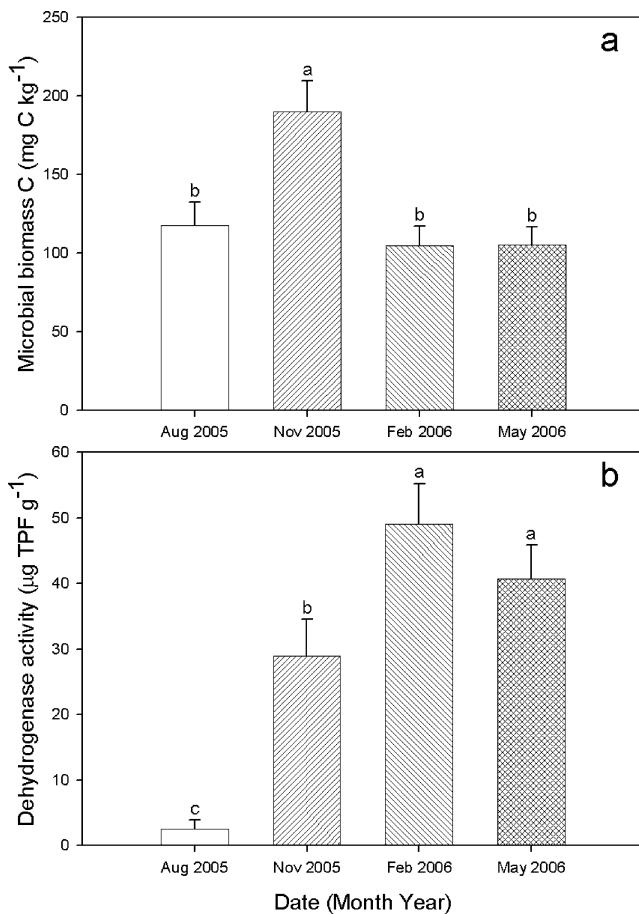 a
Microbial biomass C (mg C kg⁻¹)
250
200
150
100
50
0
b
a
b
b
Aug 2005 Nov 2005 Feb 2006 May 2006
b
Dehydrogenase activity (μg TPF g⁻¹)
60
50
40
30
20
10
0
c
b
a
a
Aug 2005 Nov 2005 Feb 2006 May 2006
Date (Month Year)